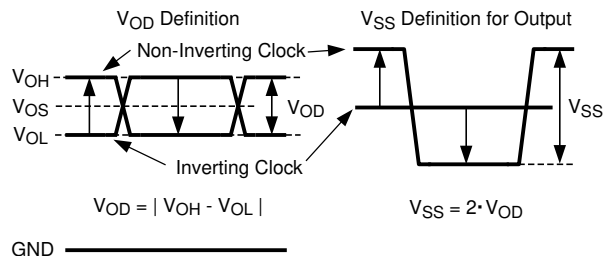 VOD Definition
VSS Definition for Output
Non-Inverting Clock
VOH
VOS
VOL
VOD
VSS
Inverting Clock
VOD = | VOH - VOL |
VSS = 2· VOD
GND